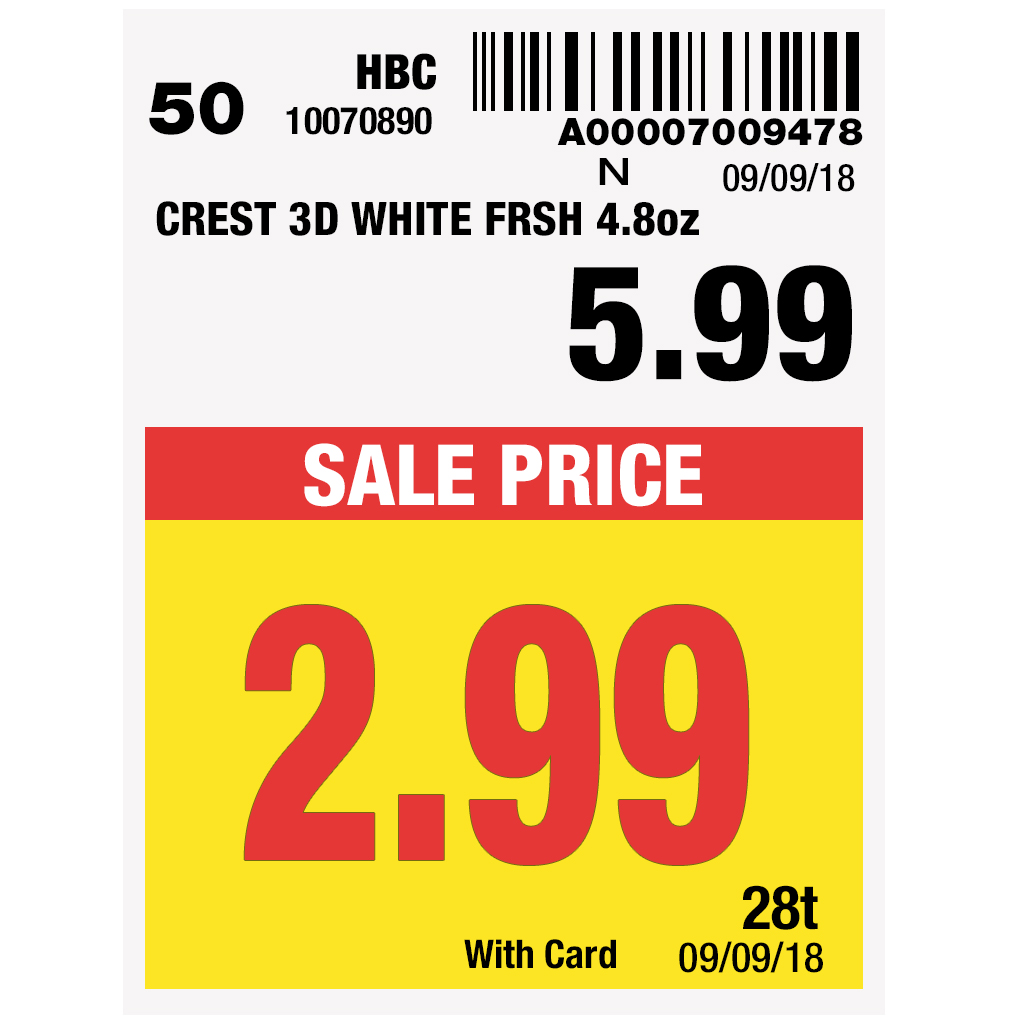 HBC
50
10070890
A00007009478
N
09/09/18
CREST 3D WHITE FRSH 4.8oz
5.99
SALE PRICE
2.99
28t
With Card
09/09/18